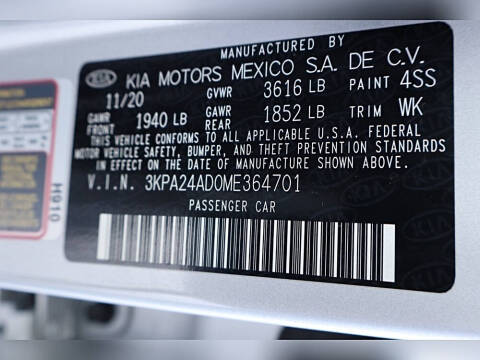 MANUFACTURED BY
KIA KIA MOTORS MEXICO S.A. DE C.V.
11/20 GVWR 3616 LB PAINT 4SS
GAWR FRONT 1940 LB GAWR REAR 1852 LB TRIM WK
THIS VEHICLE CONFORMS TO ALL APPLICABLE U.S.A. FEDERAL
MOTOR VEHICLE SAFETY, BUMPER, AND THEFT PREVENTION STANDARDS
IN EFFECT ON THE DATE OF MANUFACTURE SHOWN ABOVE.
V.I.N. 3KPA24AD0ME364701
PASSENGER CAR
H910